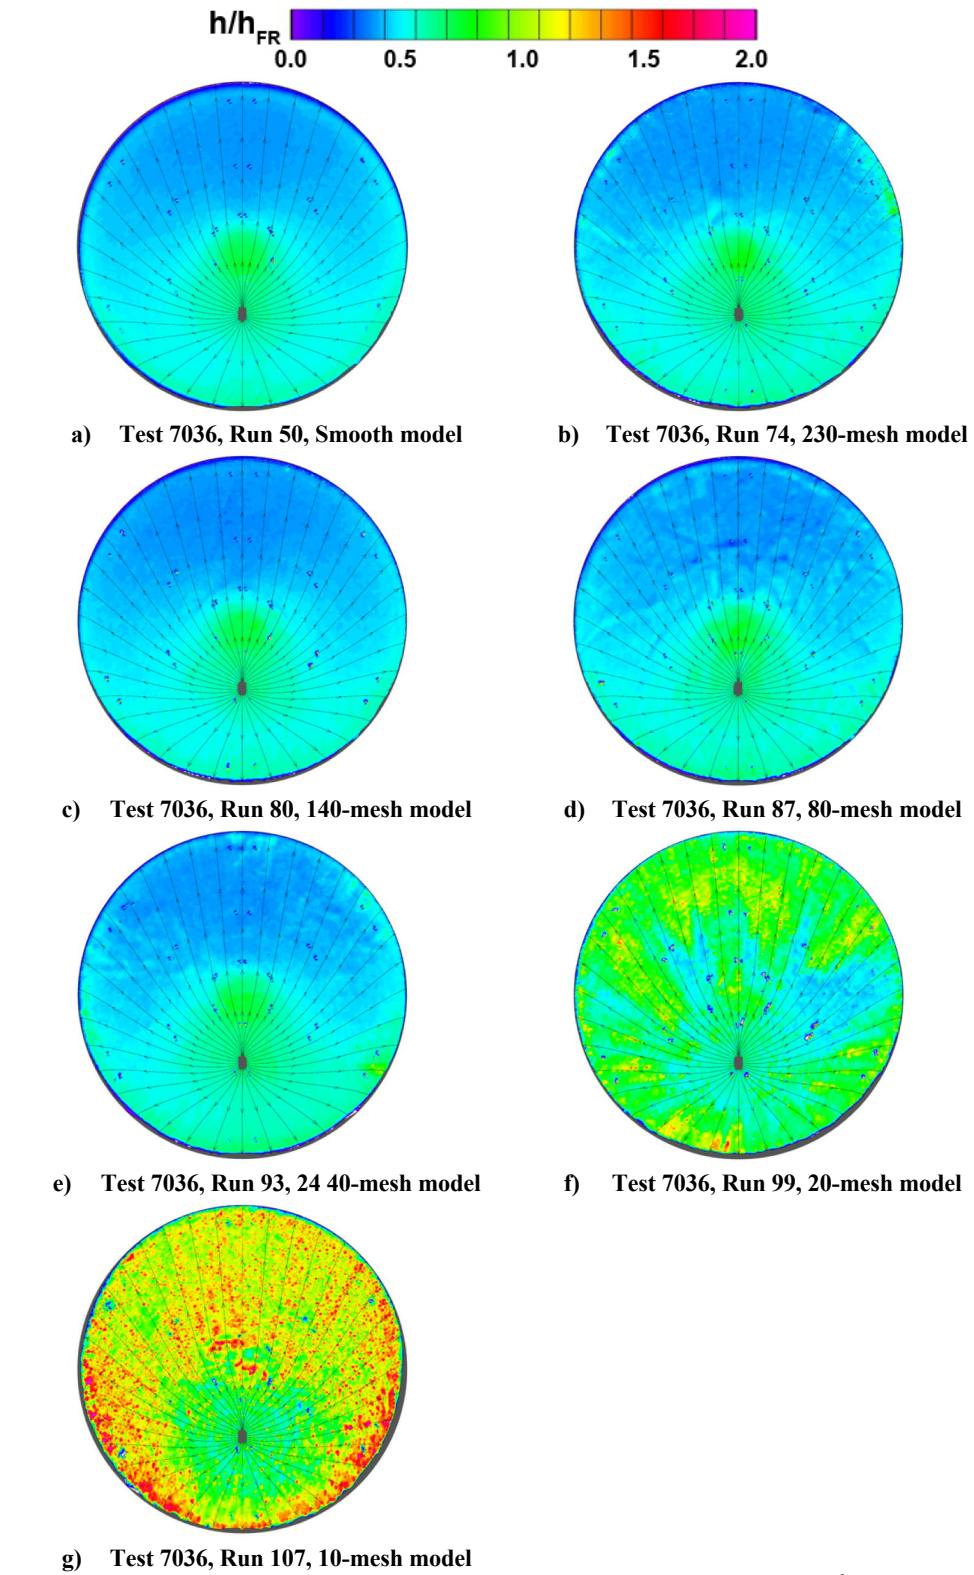 h/hFR
0.0 0.5 1.0 1.5 2.0
a) Test 7036, Run 50, Smooth model
b) Test 7036, Run 74, 230-mesh model
c) Test 7036, Run 80, 140-mesh model
d) Test 7036, Run 87, 80-mesh model
e) Test 7036, Run 93, 24 40-mesh model
f) Test 7036, Run 99, 20-mesh model
g) Test 7036, Run 107, 10-mesh model